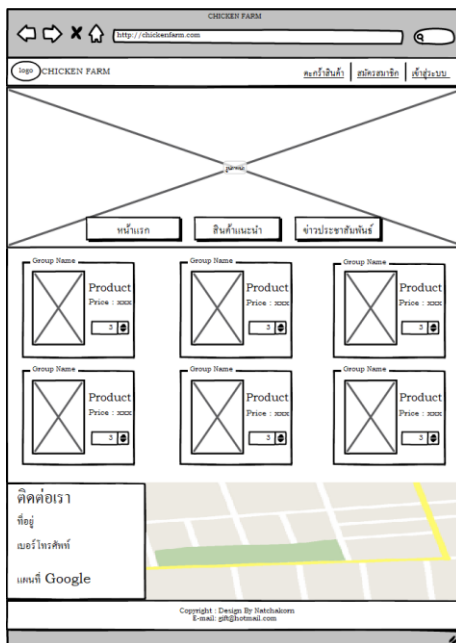 CHICKEN FARM
http://chickenfarm.com
logo
CHICKEN FARM
ตะกร้าสินค้า
สมัครสมาชิก
เข้าสู่ระบบ
หน้าแรก
สินค้าแนะนำ
ข่าวประชาสัมพันธ์
Group Name
Product
Price : xxx
3
Group Name
Product
Price : xxx
3
Group Name
Product
Price : xxx
3
Group Name
Product
Price : xxx
3
Group Name
Product
Price : xxx
3
Group Name
Product
Price : xxx
3
ติดต่อเรา
ที่อยู่
เบอร์โทรศัพท์
แผนที่ Google
Copyright : Design By Natchakorn
E-mail: gift@hotmail.com